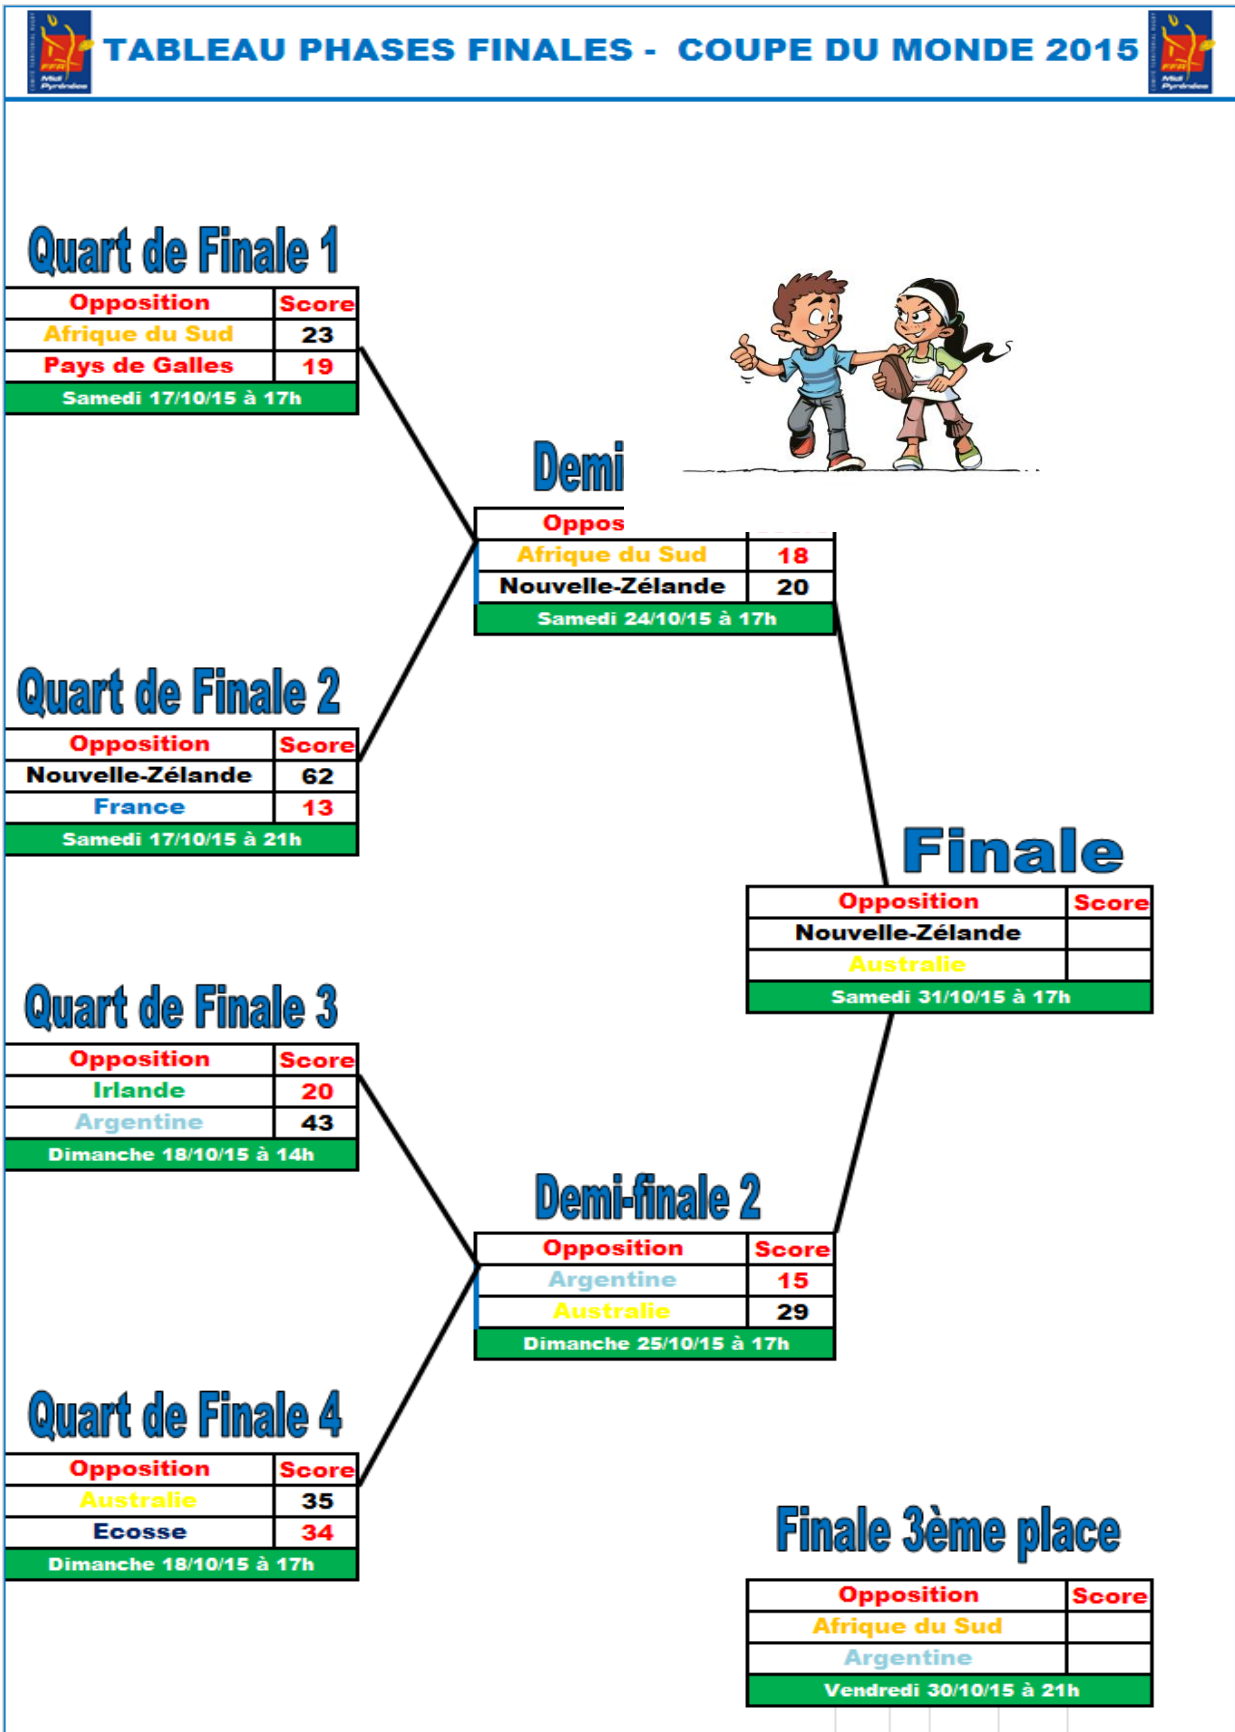 TABLEAU PHASES FINALES - COUPE DU MONDE 2015
FFR
Midi
Pyrénées
FFR
Midi
Pyrénées
Quart de Finale 1
Opposition Score
Afrique du Sud 23
Pays de Galles 19
Samedi 17/10/15 à 17h
Demi
Oppos
Afrique du Sud 18
Nouvelle-Zélande 20
Samedi 24/10/15 à 17h
Quart de Finale 2
Opposition Score
Nouvelle-Zélande 62
France 13
Samedi 17/10/15 à 21h
Finale
Opposition Score
Nouvelle-Zélande
Australie
Samedi 31/10/15 à 17h
Quart de Finale 3
Opposition Score
Irlande 20
Argentine 43
Dimanche 18/10/15 à 14h
Demi-finale 2
Opposition Score
Argentine 15
Australie 29
Dimanche 25/10/15 à 17h
Quart de Finale 4
Opposition Score
Australie 35
Ecosse 34
Dimanche 18/10/15 à 17h
Finale 3ème place
Opposition Score
Afrique du Sud
Argentine
Vendredi 30/10/15 à 21h